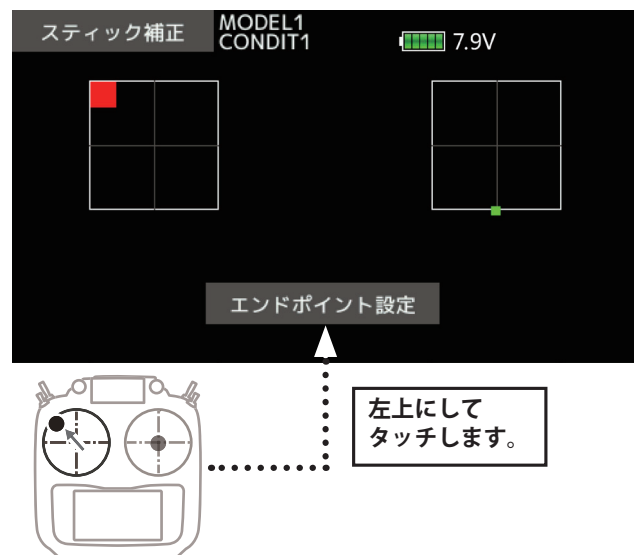 スティック補正
MODEL1
CONDIT1
7.9V
エンドポイント設定
左上にして
タッチします。